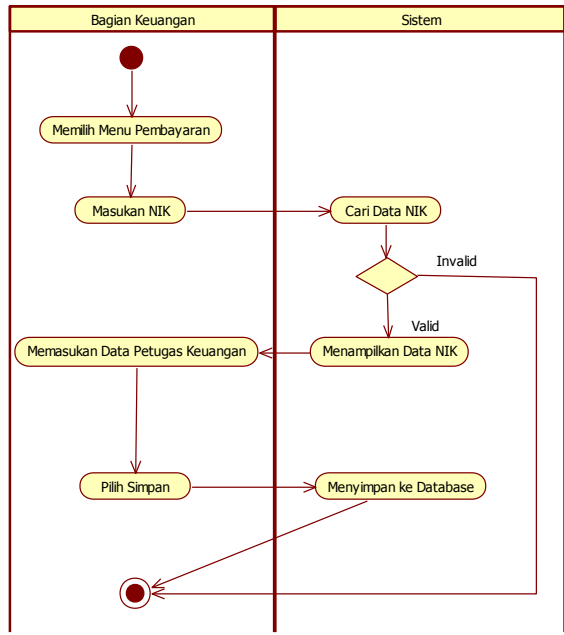 Bagian Keuangan
Sistem
Memilih Menu Pembayaran
Masukan NIK
Cari Data NIK
Invalid
Valid
Memasukan Data Petugas Keuangan
Menampilkan Data NIK
Pilih Simpan
Menyimpan ke Database